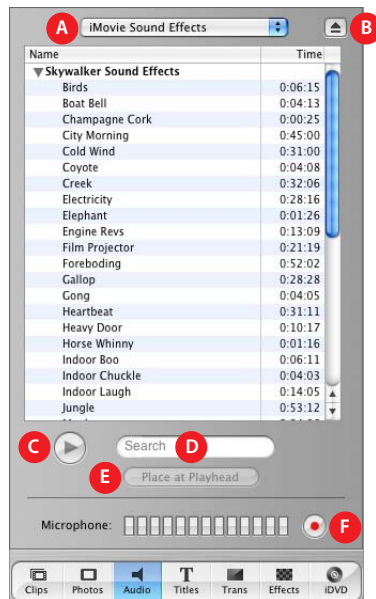 A iMovie Sound Effects B
Name Time
Skywalker Sound Effects
Birds 0:06:15
Boat Bell 0:04:13
Champagne Cork 0:00:25
City Morning 0:45:00
Cold Wind 0:31:00
Coyote 0:04:08
Creek 0:32:06
Electricity 0:28:16
Elephant 0:01:26
Engine Revs 0:13:09
Film Projector 0:21:19
Foreboding 0:52:02
Gallop 0:28:28
Gong 0:04:05
Heartbeat 0:31:11
Heavy Door 0:10:17
Horse Whinny 0:01:16
Indoor Boo 0:06:11
Indoor Chuckle 0:04:03
Indoor Laugh 0:14:05
Jungle 0:53:12
C Search D
E Place at Playhead
Microphone: F
Clips Photos Audio Titles Trans Effects iDVD